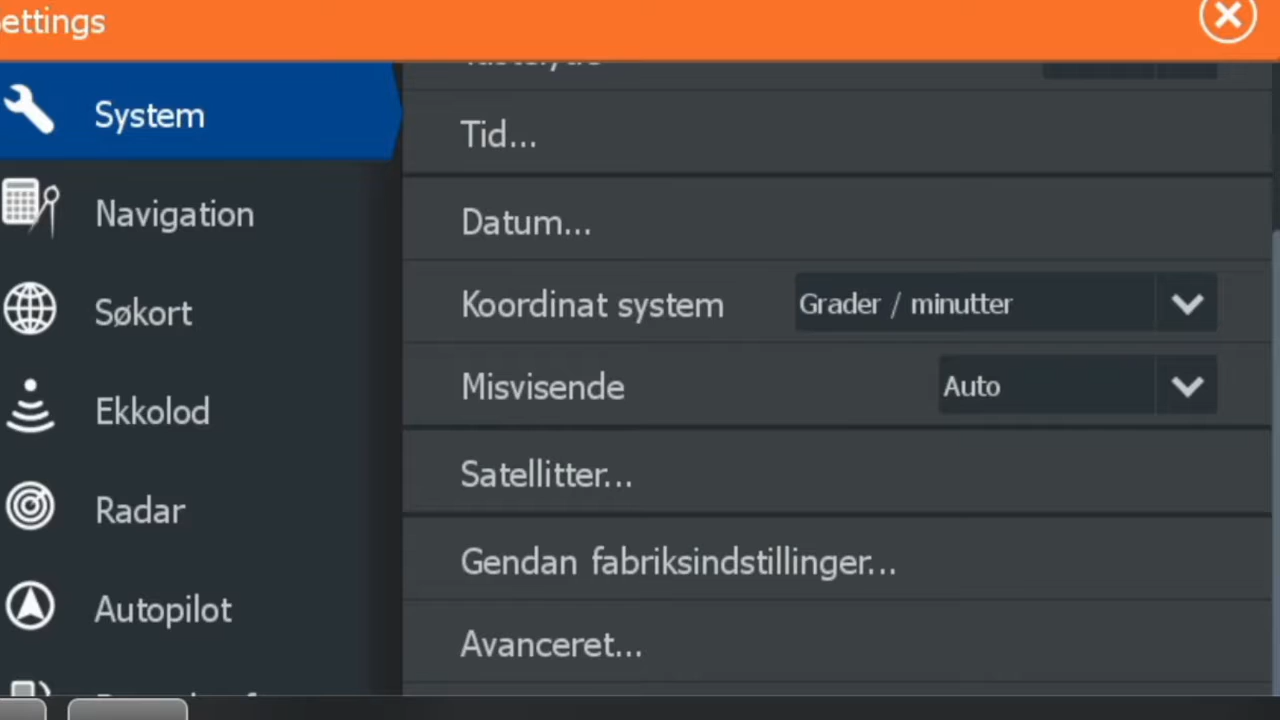 ettings
System
Navigation
Søkort
Ekkolod
Radar
Autopilot
Tid...
Datum...
Koordinat system Grader / minutter
Misvisende Auto
Satellitter...
Gendan fabriksindstillinger...
Avanceret...